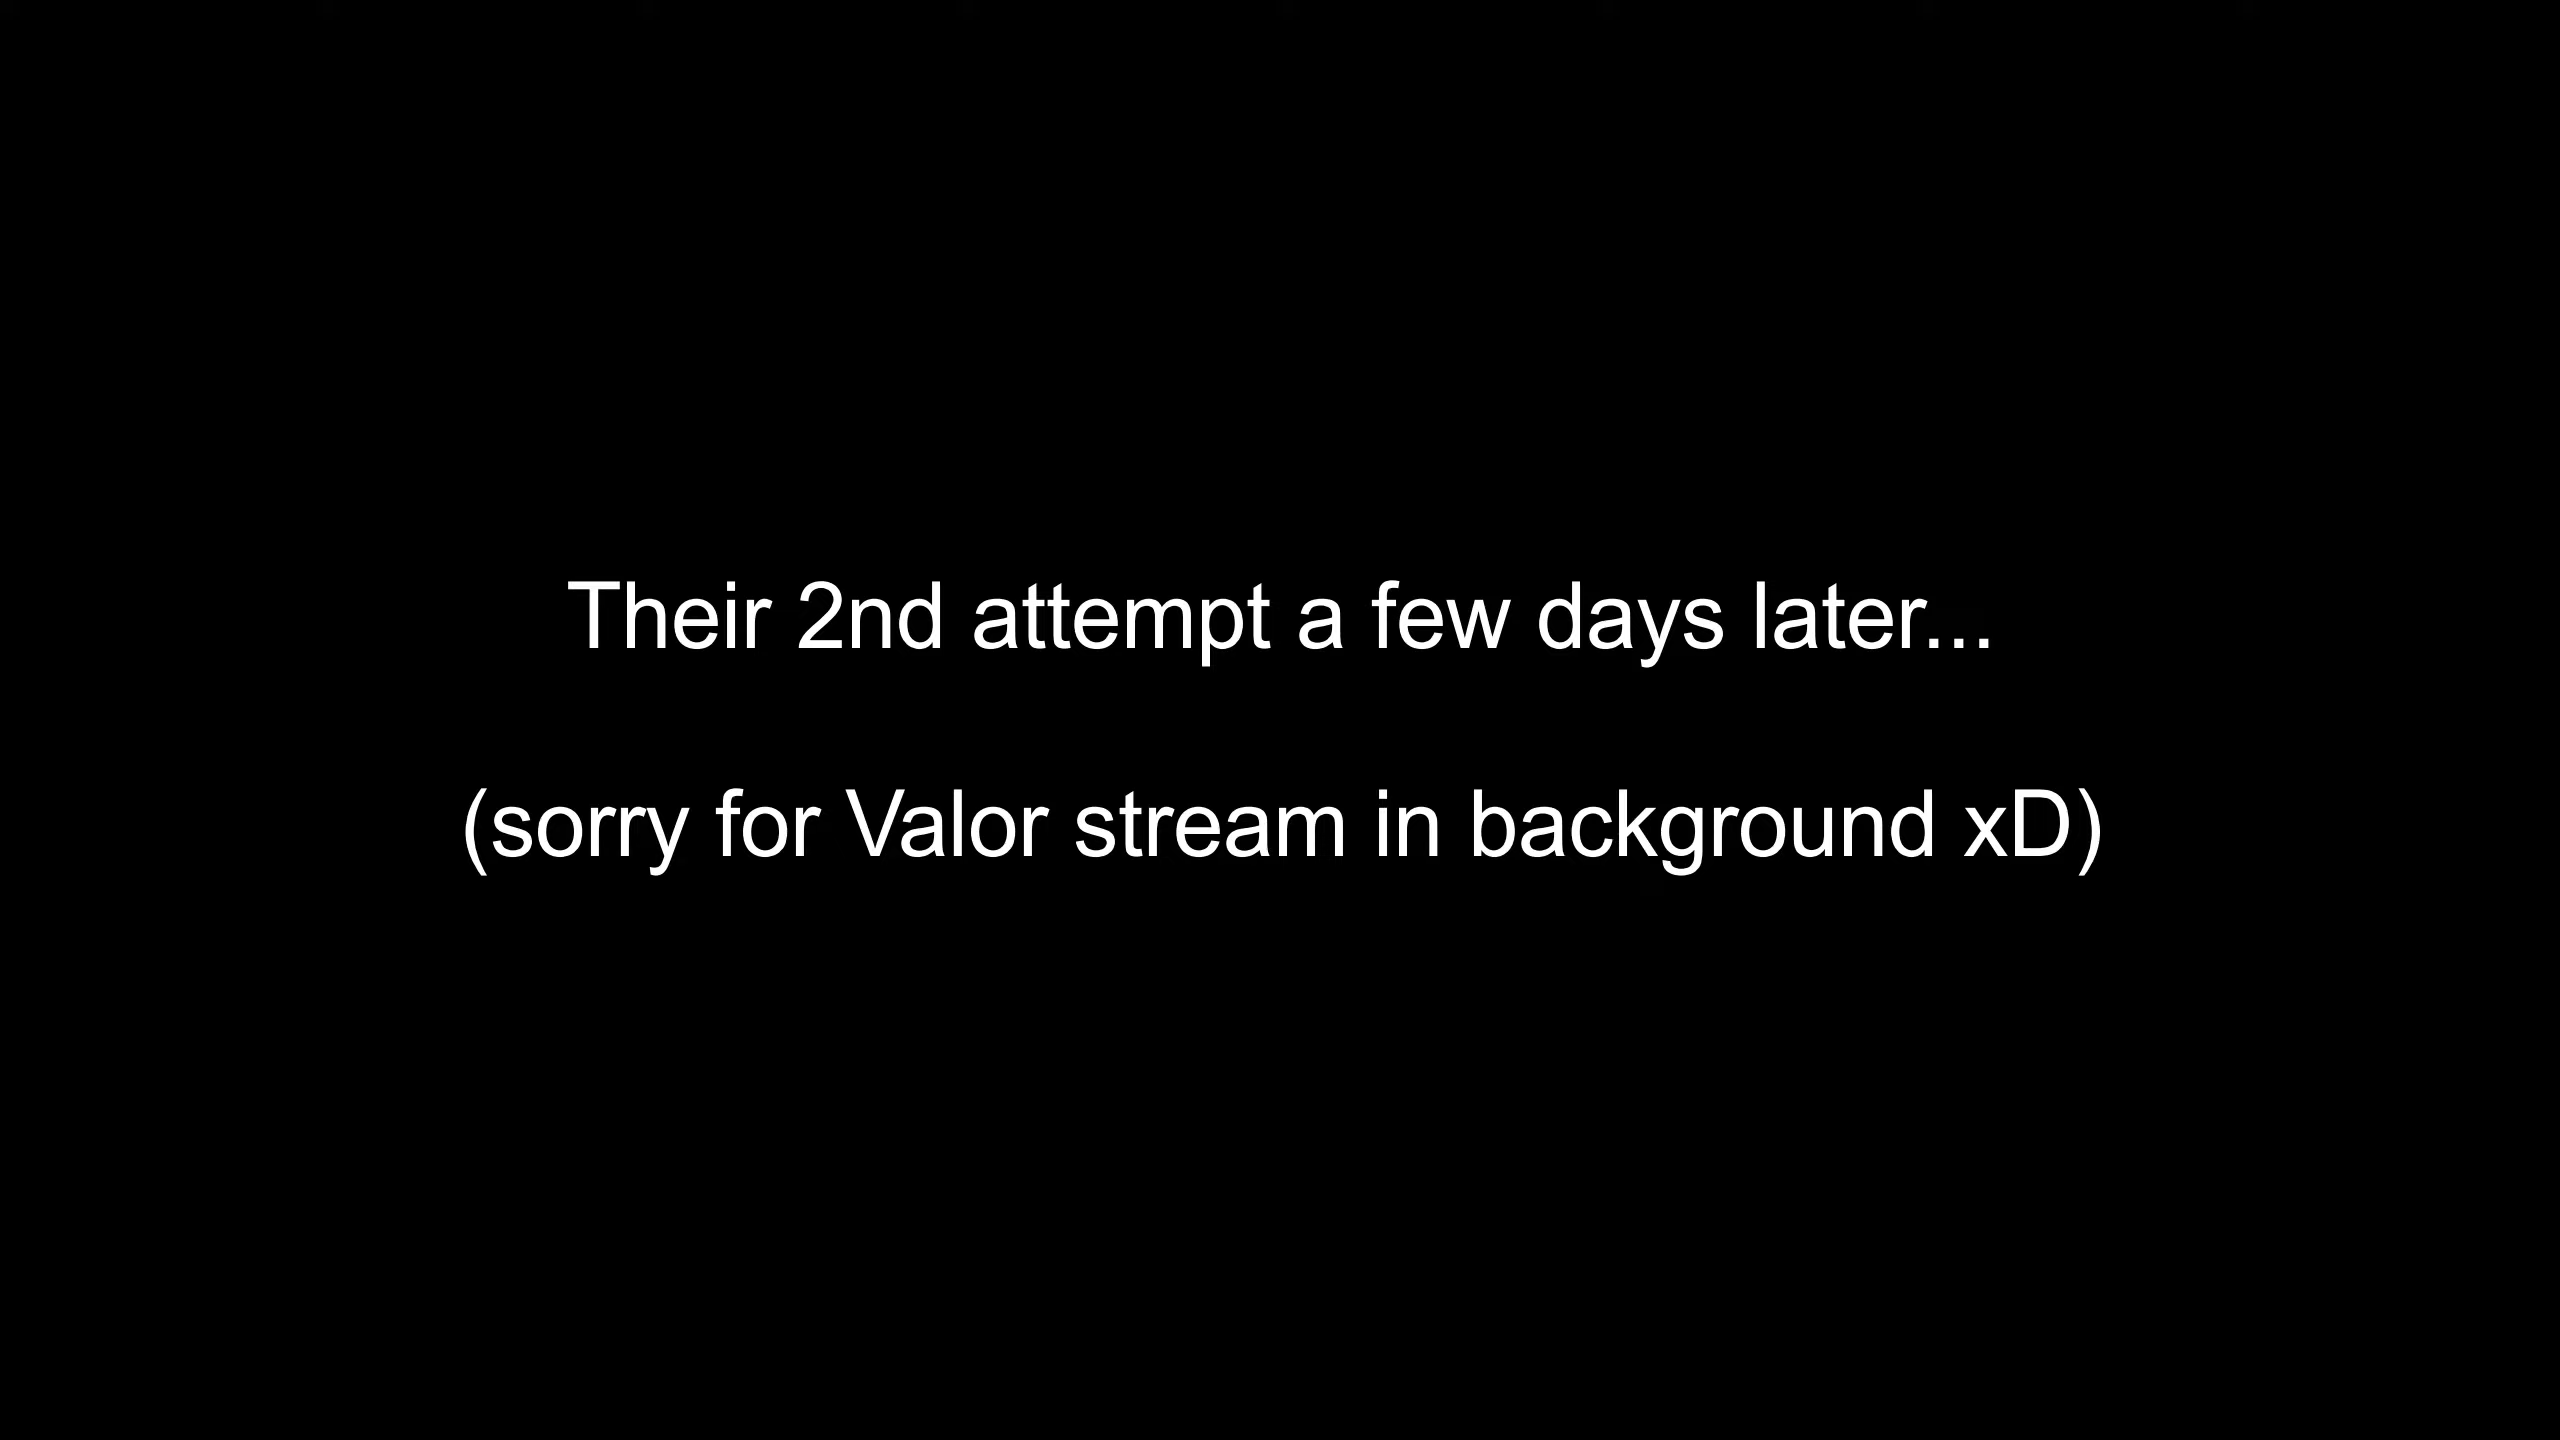 Their 2nd attempt a few days later...
(sorry for Valor stream in background xD)